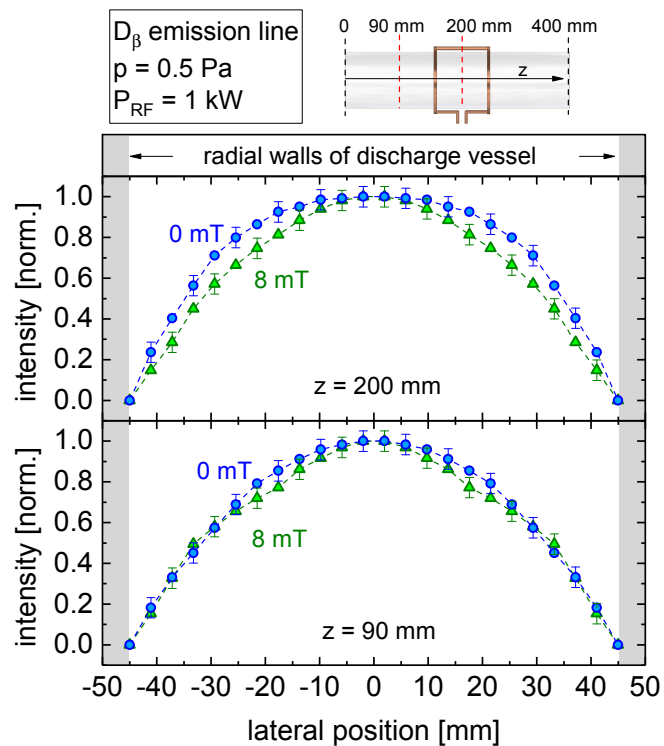 D_β emission line
p = 0.5 Pa
P_RF = 1 kW
0 90 mm 200 mm 400 mm
z
radial walls of discharge vessel
intensity [norm.]
1.0
0.8
0.6
0.4
0.2
0.0
0 mT
8 mT
z = 200 mm
intensity [norm.]
1.0
0.8
0.6
0.4
0.2
0.0
0 mT
8 mT
z = 90 mm
-50 -40 -30 -20 -10 0 10 20 30 40 50
lateral position [mm]